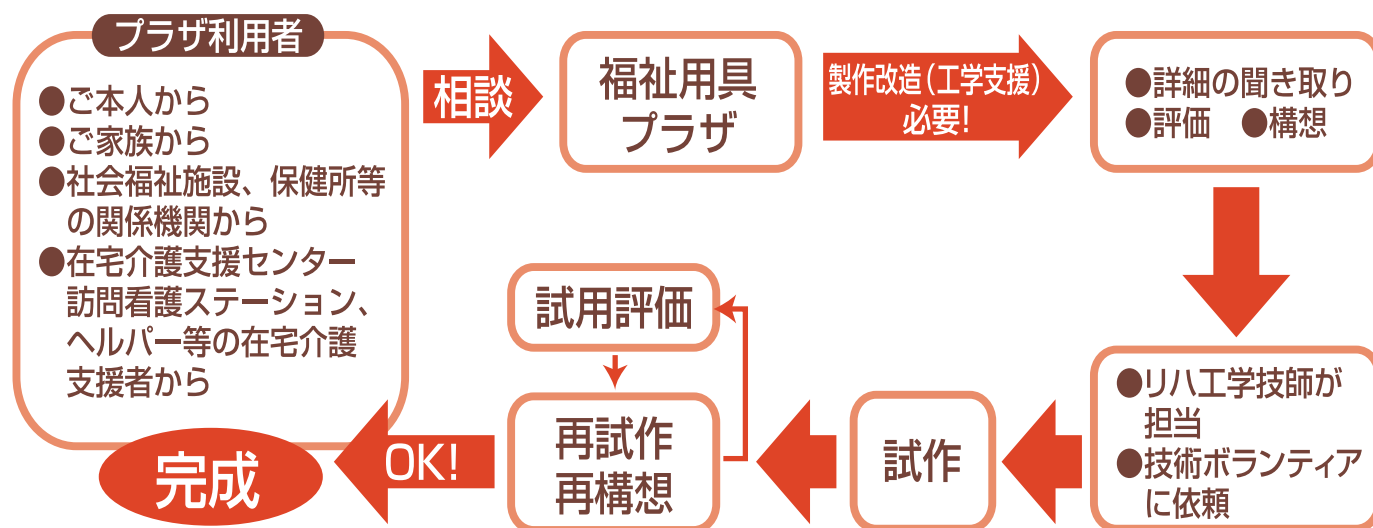 プラザ利用者
●ご本人から
●ご家族から
●社会福祉施設、保健所等
の関係機関から
●在宅介護支援センター
訪問看護ステーション、
ヘルパー等の在宅介護
支援者から
相談
福祉用具
プラザ
製作改造(工学支援)
必要!
●詳細の聞き取り
●評価 ●構想
●リハ工学技師が
担当
●技術ボランティア
に依頼
試作
試用評価
再試作
再構想
OK!
完成